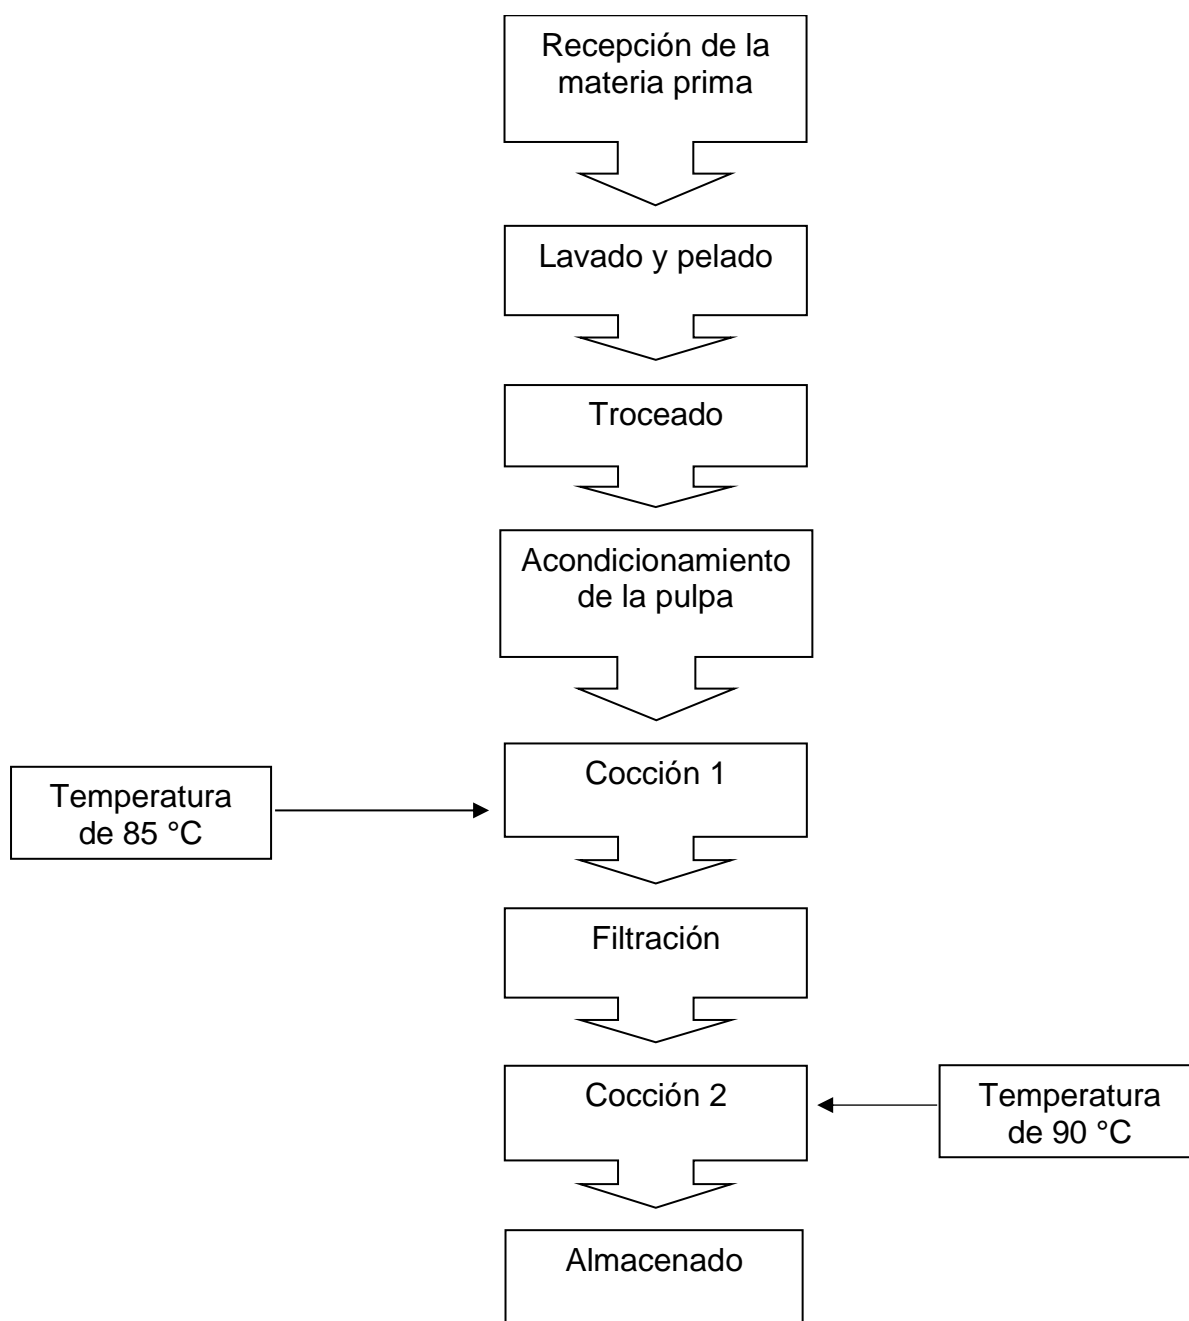 Recepción de la
materia prima
Lavado y pelado
Troceado
Acondicionamiento
de la pulpa
Cocción 1
Temperatura
de 85 °C
Filtración
Cocción 2
Temperatura
de 90 °C
Almacenado